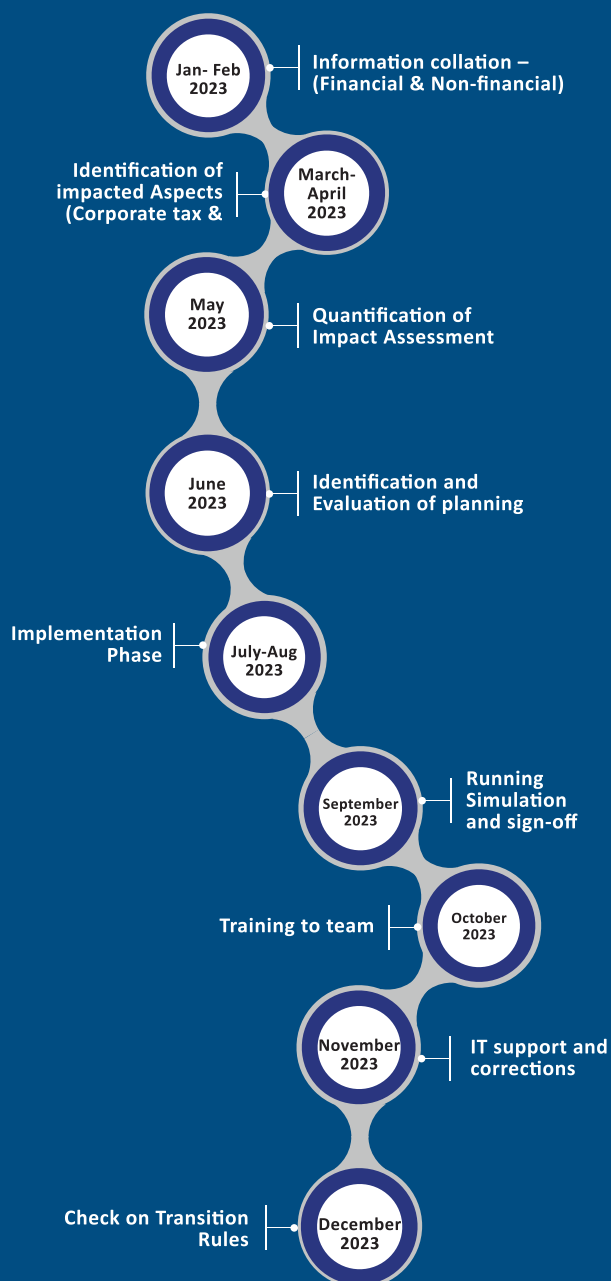 Jan- Feb
2023
Information collation –
(Financial & Non-financial)
March-
April
2023
Identification of
impacted Aspects
(Corporate tax &
May
2023
Quantification of
Impact Assessment
June
2023
Identification and
Evaluation of planning
July-Aug
2023
Implementation
Phase
September
2023
Running
Simulation
and sign-off
October
2023
Training to team
November
2023
IT support and
corrections
December
2023
Check on Transition
Rules